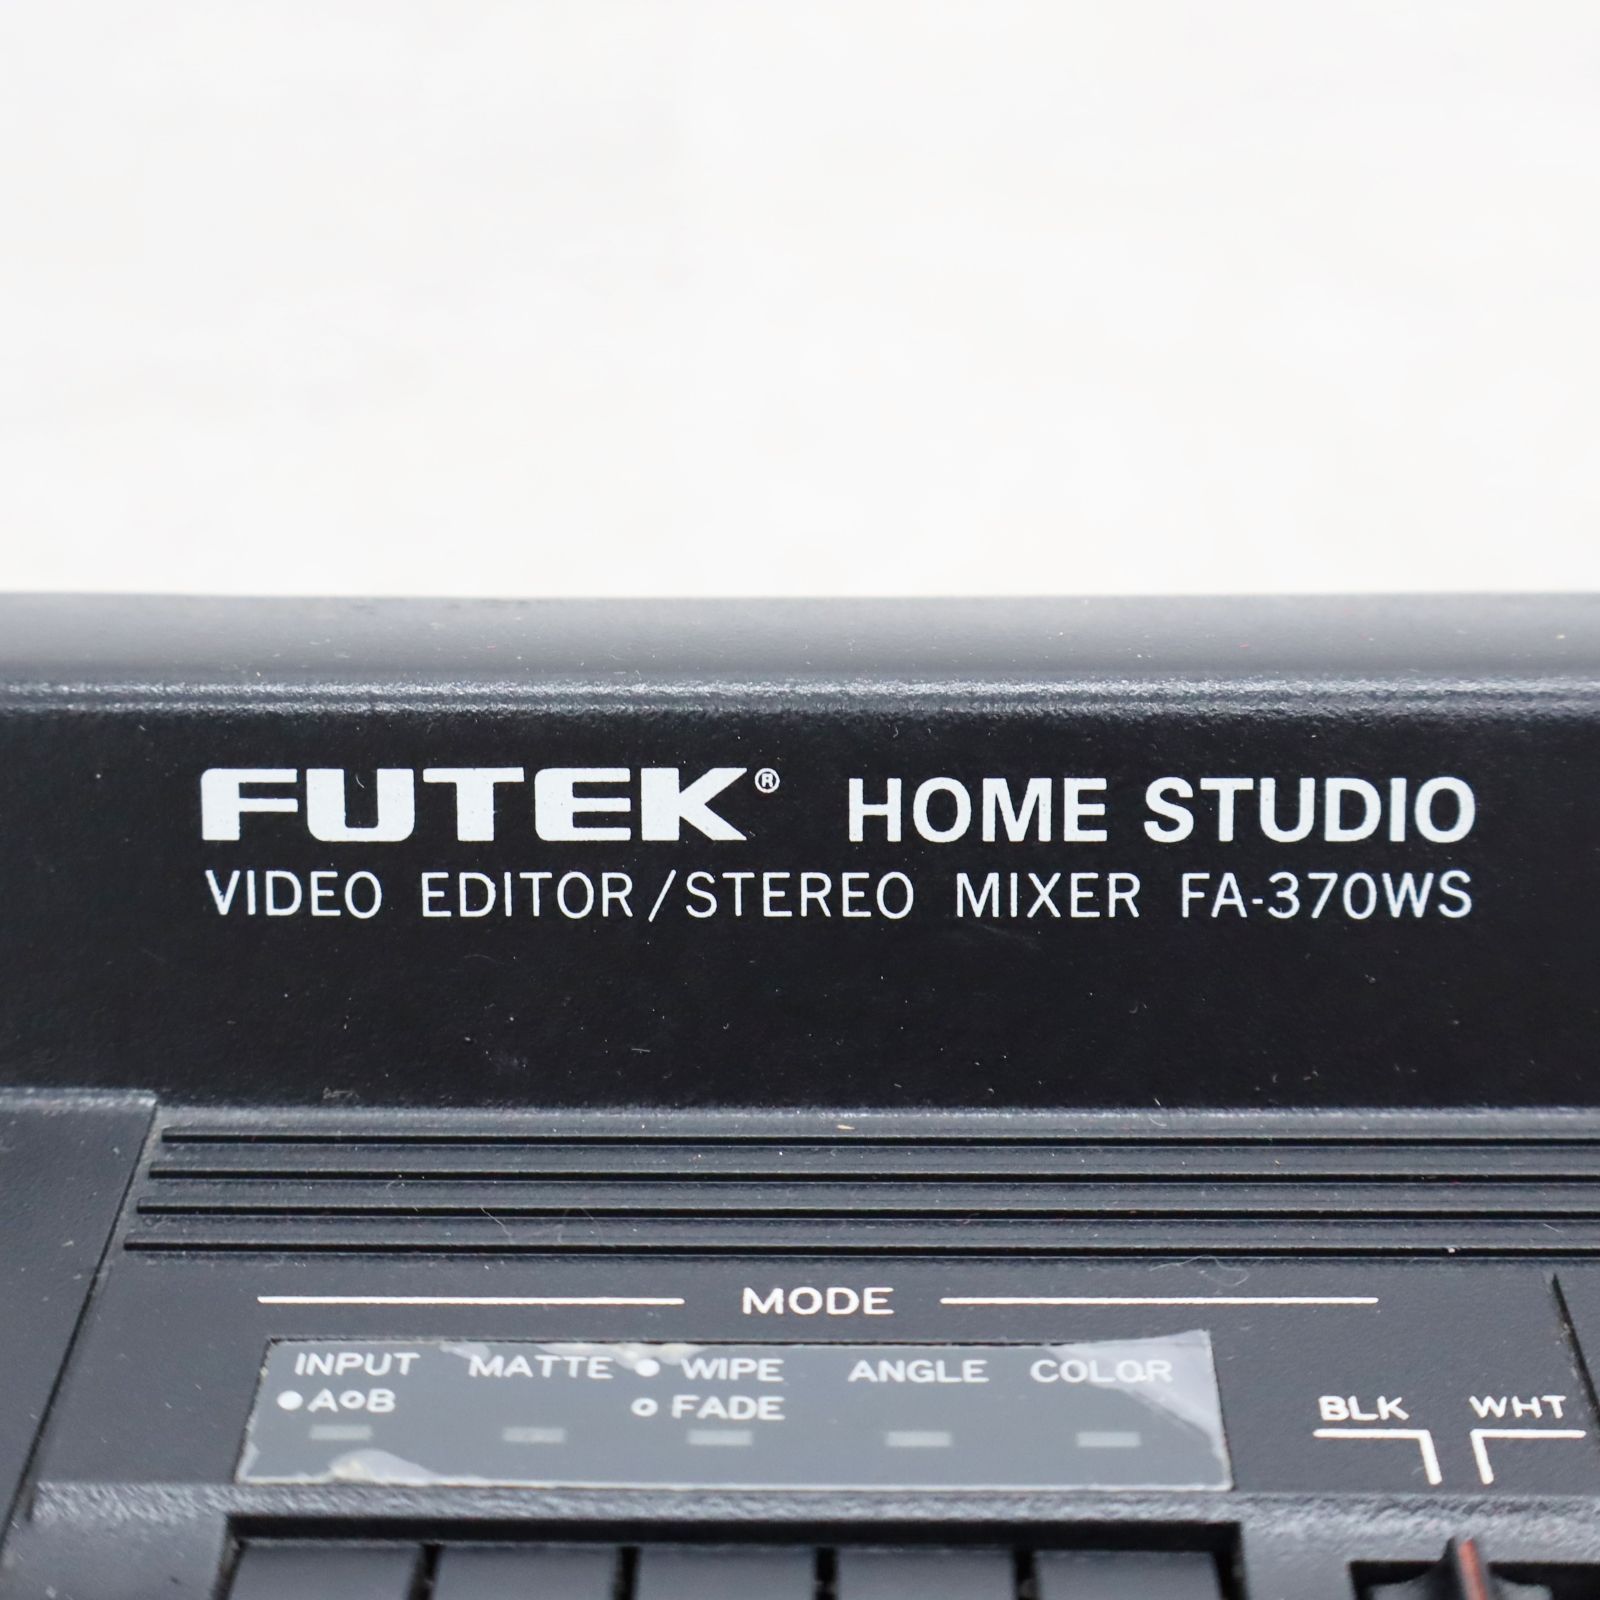 FUTEK® HOME STUDIO
VIDEO EDITOR/STEREO MIXER FA-370WS
MODE
INPUT MATTE ● WIPE ANGLE COLOR
●A○B ○ FADE
BLK WHT